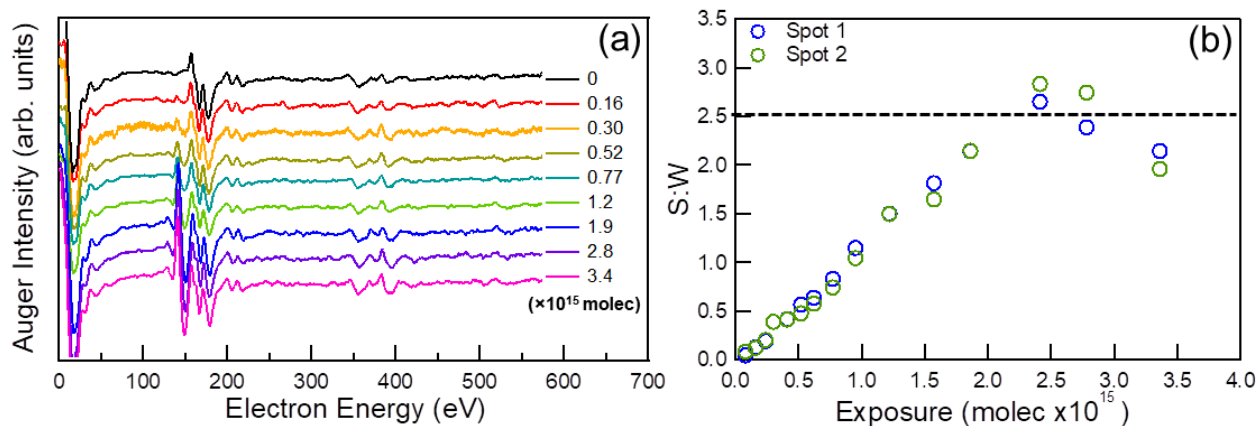 (a)
Auger Intensity (arb. units)
0
0.16
0.30
0.52
0.77
1.2
1.9
2.8
3.4
(×10¹⁵ molec)
0 100 200 300 400 500 600 700
Electron Energy (eV)
(b)
Spot 1
Spot 2
S:W
3.5
3.0
2.5
2.0
1.5
1.0
0.5
0.0
0.0 0.5 1.0 1.5 2.0 2.5 3.0 3.5 4.0
Exposure (molec x10¹⁵)